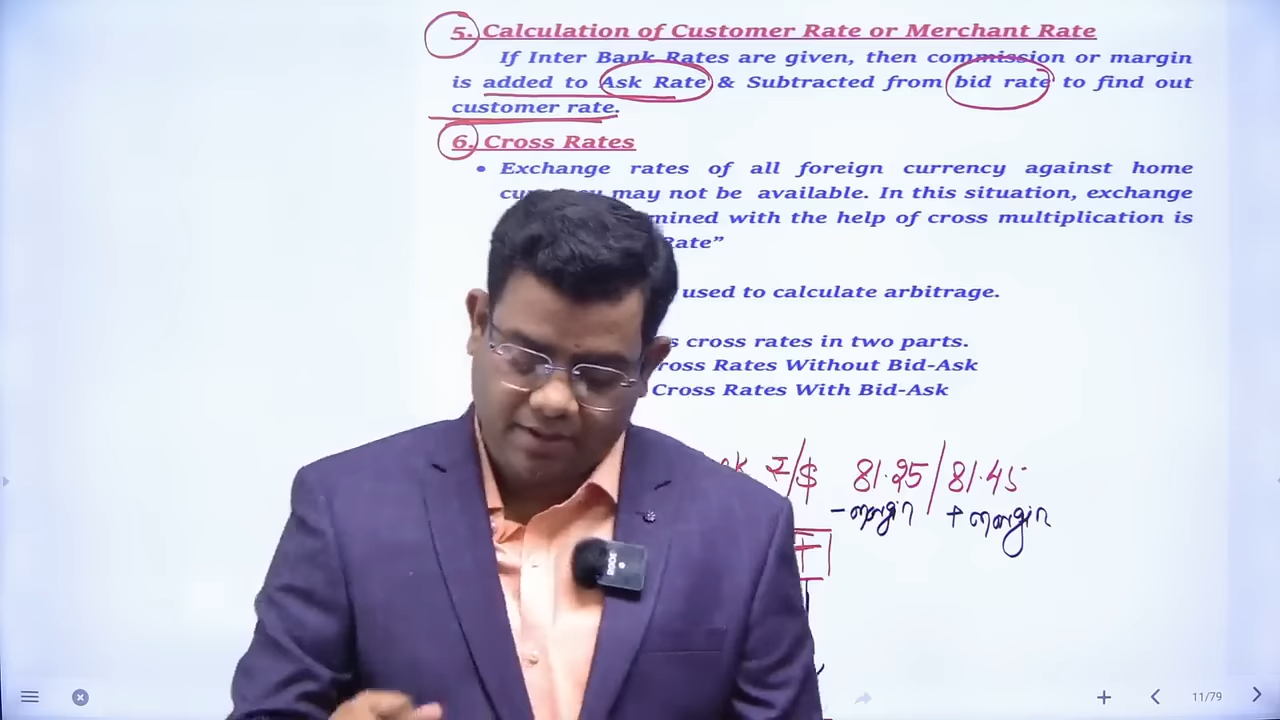 5. Calculation of Customer Rate or Merchant Rate
If Inter Bank Rates are given, then commission or margin
is added to Ask Rate & Subtracted from bid rate to find out
customer rate.
6. Cross Rates
• Exchange rates of all foreign currency against home
may not be available. In this situation, exchange
with the help of cross multiplication is
Rate”
used to calculate arbitrage.
cross rates in two parts.
Rates Without Bid-Ask
Cross Rates With Bid-Ask
₹/$ 81.25/81.45
-margin +margin
RODE
11/79